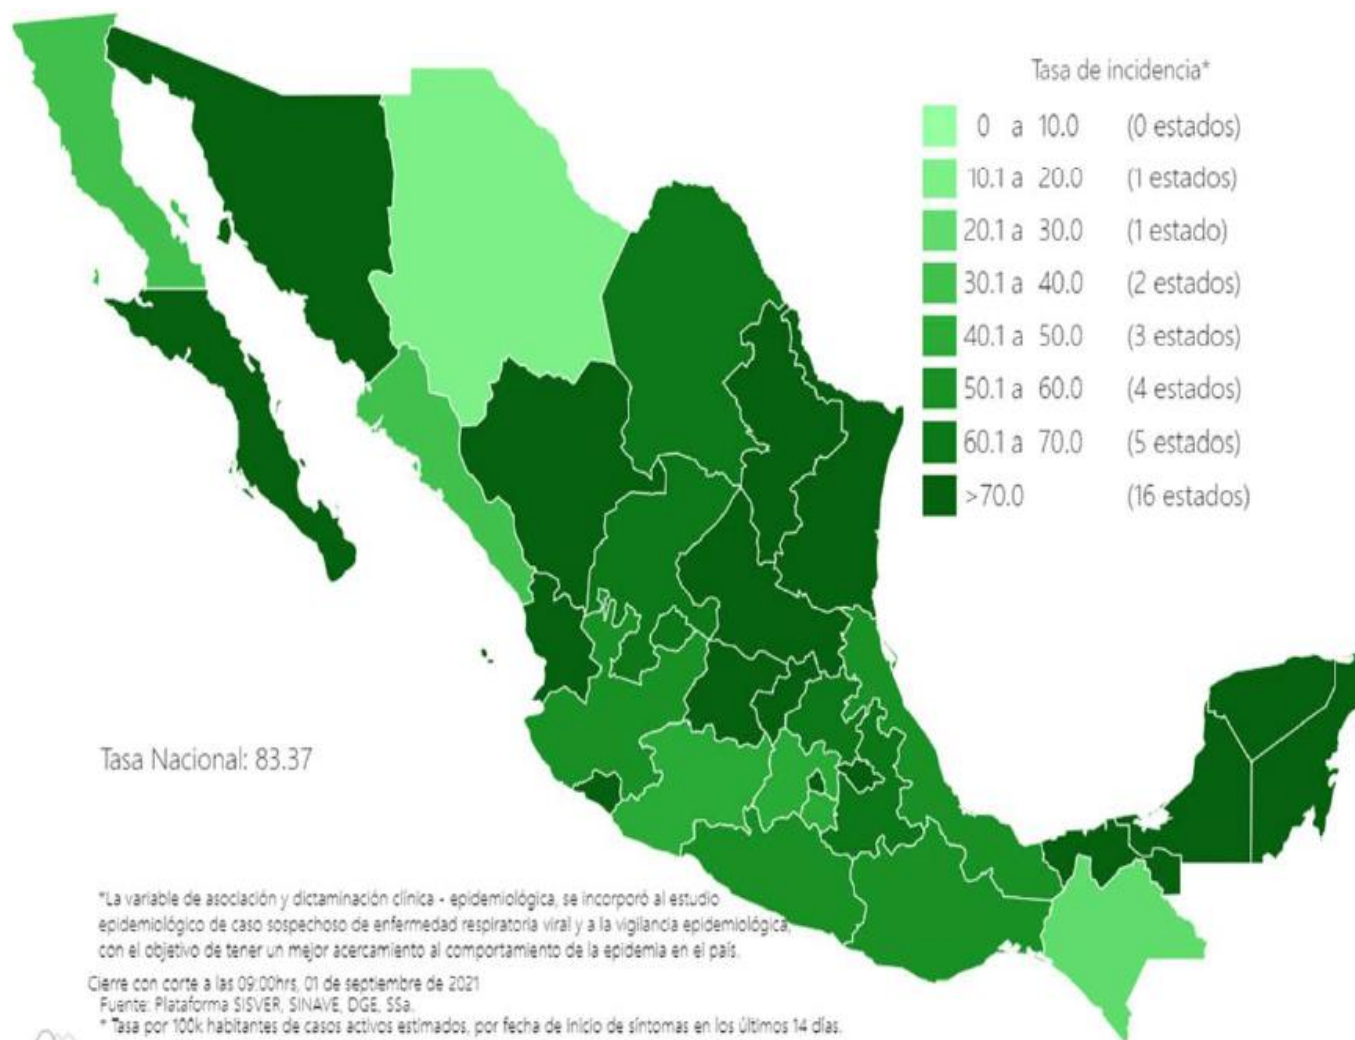 Tasa de incidencia*
0 a 10.0 (0 estados)
10.1 a 20.0 (1 estados)
20.1 a 30.0 (1 estado)
30.1 a 40.0 (2 estados)
40.1 a 50.0 (3 estados)
50.1 a 60.0 (4 estados)
60.1 a 70.0 (5 estados)
>70.0 (16 estados)
Tasa Nacional: 83.37
*La variable de asociación y dictaminación clínica - epidemiológica, se incorporó al estudio
epidemiológico de caso sospechoso de enfermedad respiratoria viral y a la vigilancia epidemiológica,
con el objetivo de tener un mejor acercamiento al comportamiento de la epidemia en el país.
Cierre con corte a las 09:00hrs, 01 de septiembre de 2021
Fuente: Plataforma SISVER, SINAVE, DGE, SSa.
* Tasa por 100k habitantes de casos activos estimados, por fecha de inicio de síntomas en los últimos 14 días.